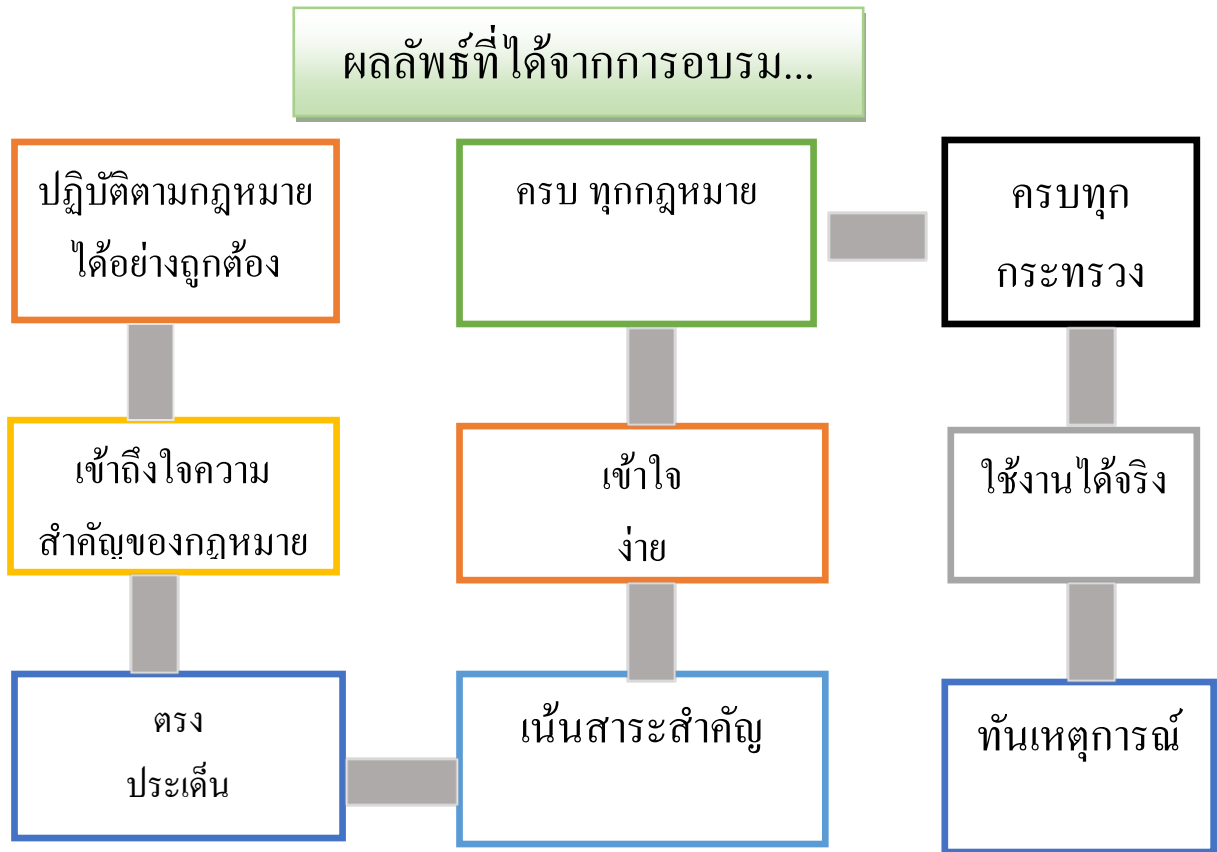 ผลลัพธ์ที่ได้จากการอบรม...
ปฏิบัติตามกฎหมาย
ได้อย่างถูกต้อง
ครบ ทุกกฎหมาย
ครบทุก
กระทรวง
เข้าถึงใจความ
สำคัญของกฎหมาย
เข้าใจ
ง่าย
ใช้งานได้จริง
ตรง
ประเด็น
เน้นสาระสำคัญ
ทันเหตุการณ์